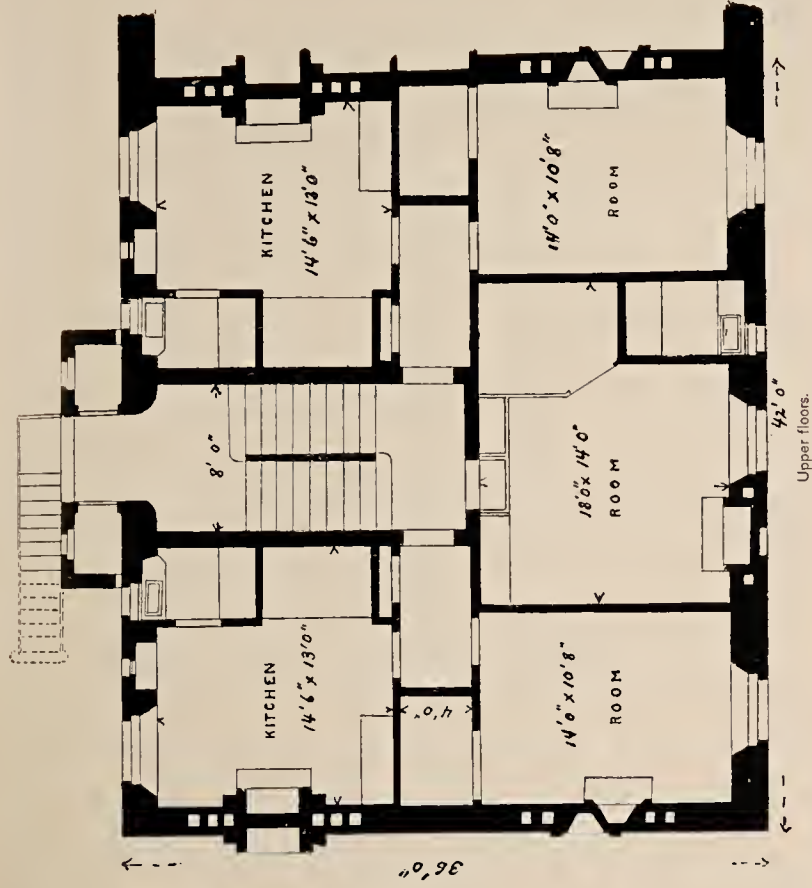 KITCHEN
14'6" x 13'0"
14'0" x 10'8"
ROOM
8'0"
18'0 x 14'0"
ROOM
42'0"
Upper floors.
KITCHEN
14'6" x 13'0"
4'0"
14'0" x 10'8"
ROOM
36'0"